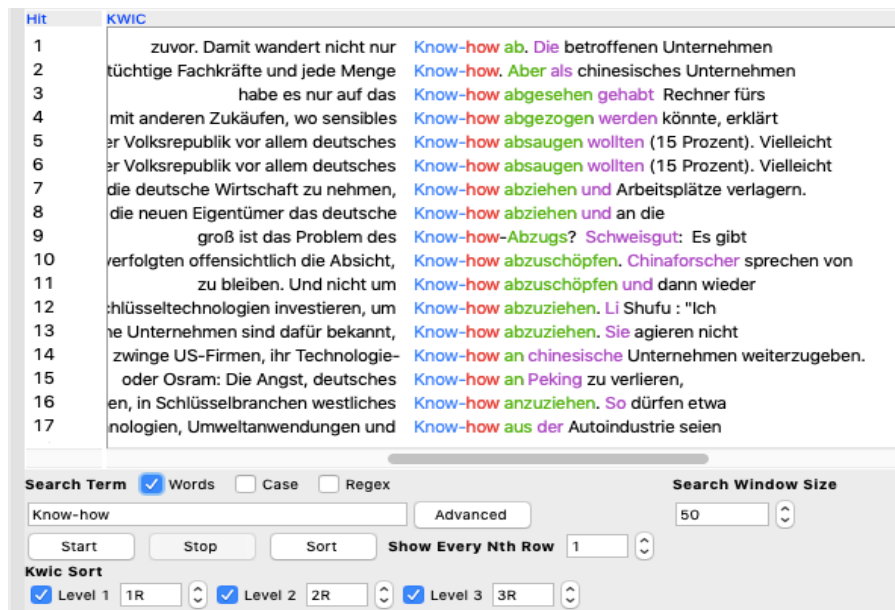 Hit KWIC
1 zuvor. Damit wandert nicht nur Know-how ab. Die betroffenen Unternehmen
2 tüchtige Fachkräfte und jede Menge Know-how. Aber als chinesisches Unternehmen
3 habe es nur auf das Know-how abgesehen gehabt Rechner fürs
4 mit anderen Zukäufen, wo sensibles Know-how abgezogen werden könnte, erklärt
5 er Volksrepublik vor allem deutsches Know-how absaugen wollten (15 Prozent). Vielleicht
6 er Volksrepublik vor allem deutsches Know-how absaugen wollten (15 Prozent). Vielleicht
7 die deutsche Wirtschaft zu nehmen, Know-how abziehen und Arbeitsplätze verlagern.
8 die neuen Eigentümer das deutsche Know-how abziehen und an die
9 groß ist das Problem des Know-how-Abzugs? Schweisgut: Es gibt
10 verfolgten offensichtlich die Absicht, Know-how abzuschöpfen. Chinaforscher sprechen von
11 zu bleiben. Und nicht um Know-how abzuschöpfen und dann wieder
12 chlüsseltechnologien investieren, um Know-how abzuziehen. Li Shufu : "Ich
13 ne Unternehmen sind dafür bekannt, Know-how abzuziehen. Sie agieren nicht
14 zwinge US-Firmen, ihr Technologie- Know-how an chinesische Unternehmen weiterzugeben.
15 oder Osram: Die Angst, deutsches Know-how an Peking zu verlieren,
16 en, in Schlüsselbranchen westliches Know-how anzuziehen. So dürfen etwa
17 nologien, Umweltanwendungen und Know-how aus der Autoindustrie seien
Search Term Words Case Regex Search Window Size
Know-how Advanced 50
Start Stop Sort Show Every Nth Row 1
Kwic Sort
Level 1 1R Level 2 2R Level 3 3R